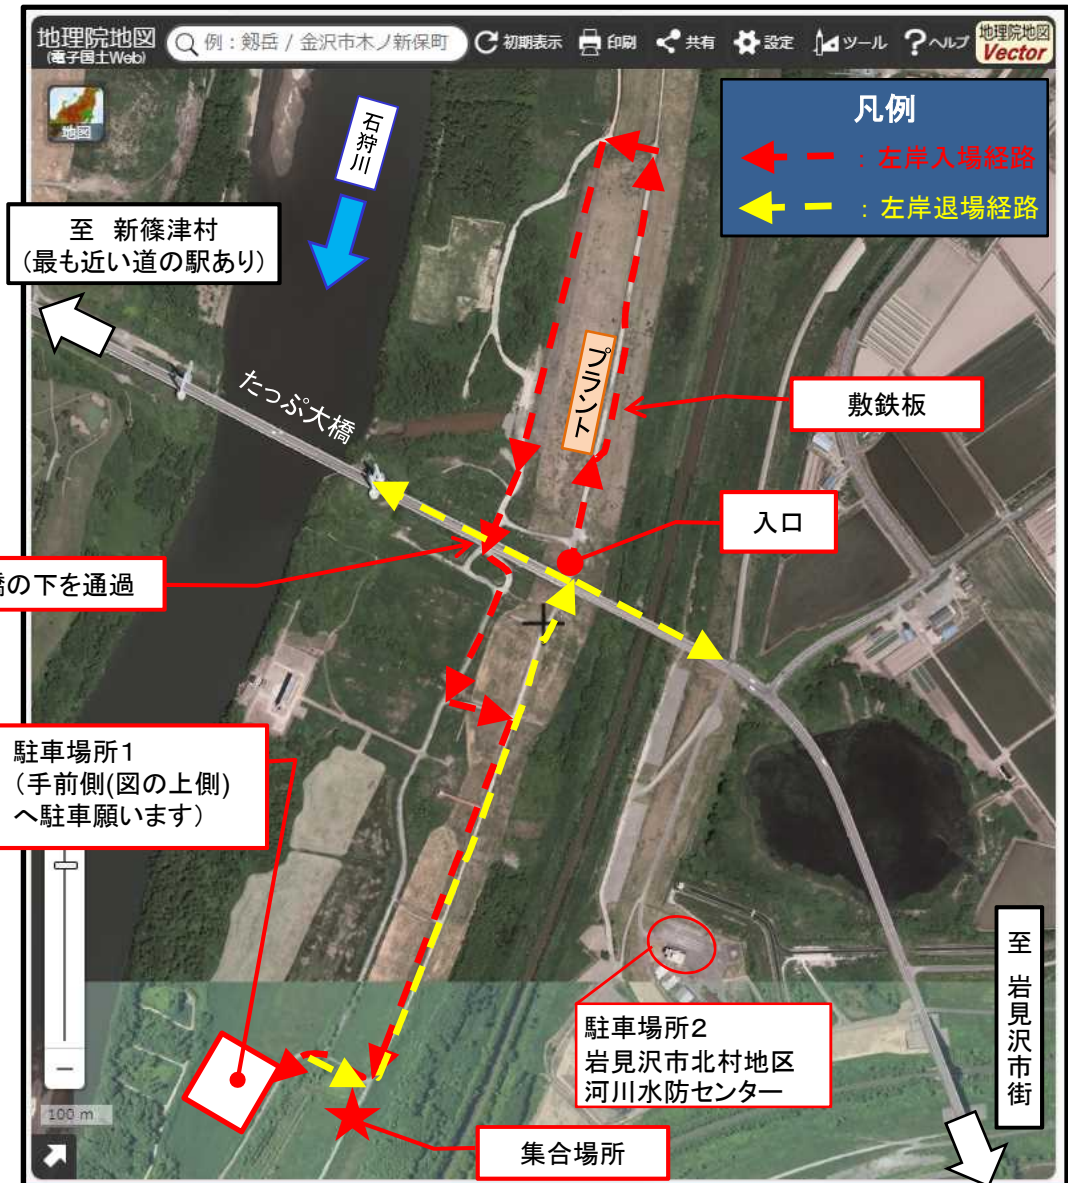 地理院地図
(電子国土Web)
例：剱岳 / 金沢市木ノ新保町
初期表示
印刷
共有
設定
ツール
ヘルプ
地理院地図
Vector
地図
石狩川
凡例
：左岸入場経路
：左岸退場経路
至　新篠津村
(最も近い道の駅あり)
たっぷ大橋
プラント
敷鉄板
入口
橋の下を通過
駐車場所1
(手前側(図の上側)
へ駐車願います)
至　岩見沢市街
駐車場所2
岩見沢市北村地区
河川水防センター
100 m
集合場所